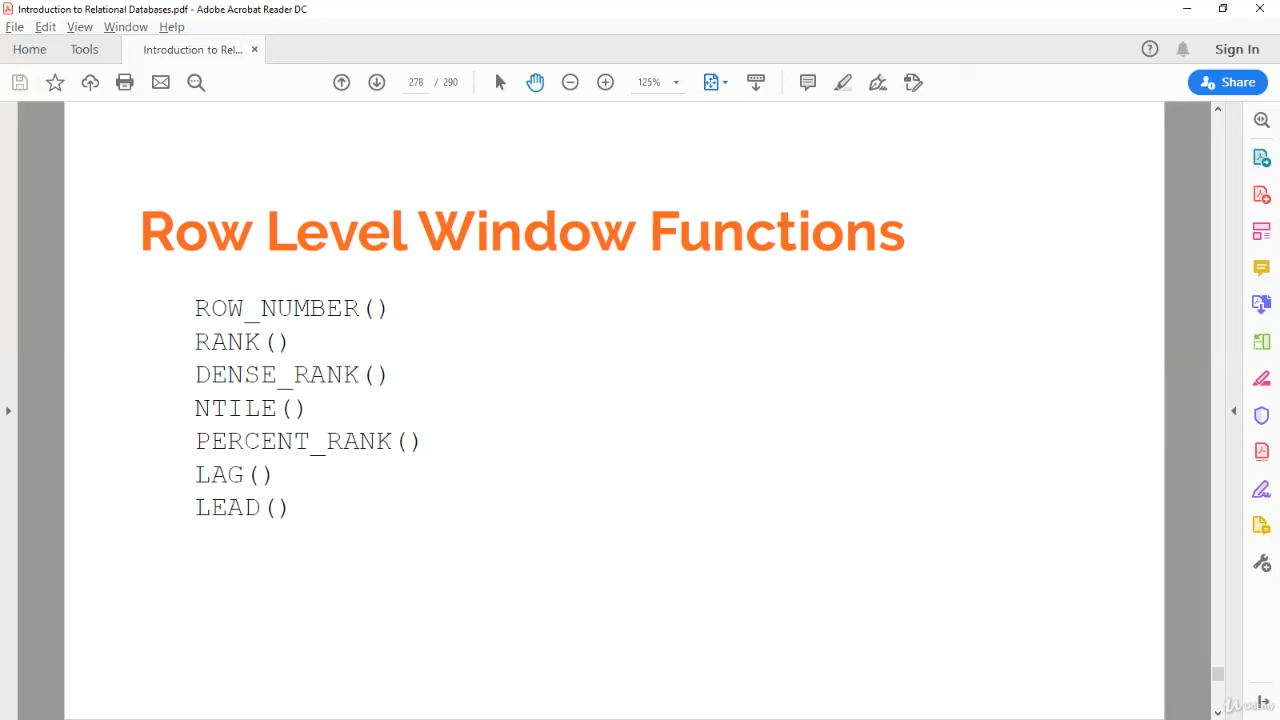 Introduction to Relational Databases.pdf - Adobe Acrobat Reader DC
File Edit View Window Help
Home Tools Introduction to Rel... × Sign In
278 / 290 125% Share
Row Level Window Functions
ROW_NUMBER()
RANK()
DENSE_RANK()
NTILE()
PERCENT_RANK()
LAG()
LEAD()
Udemy